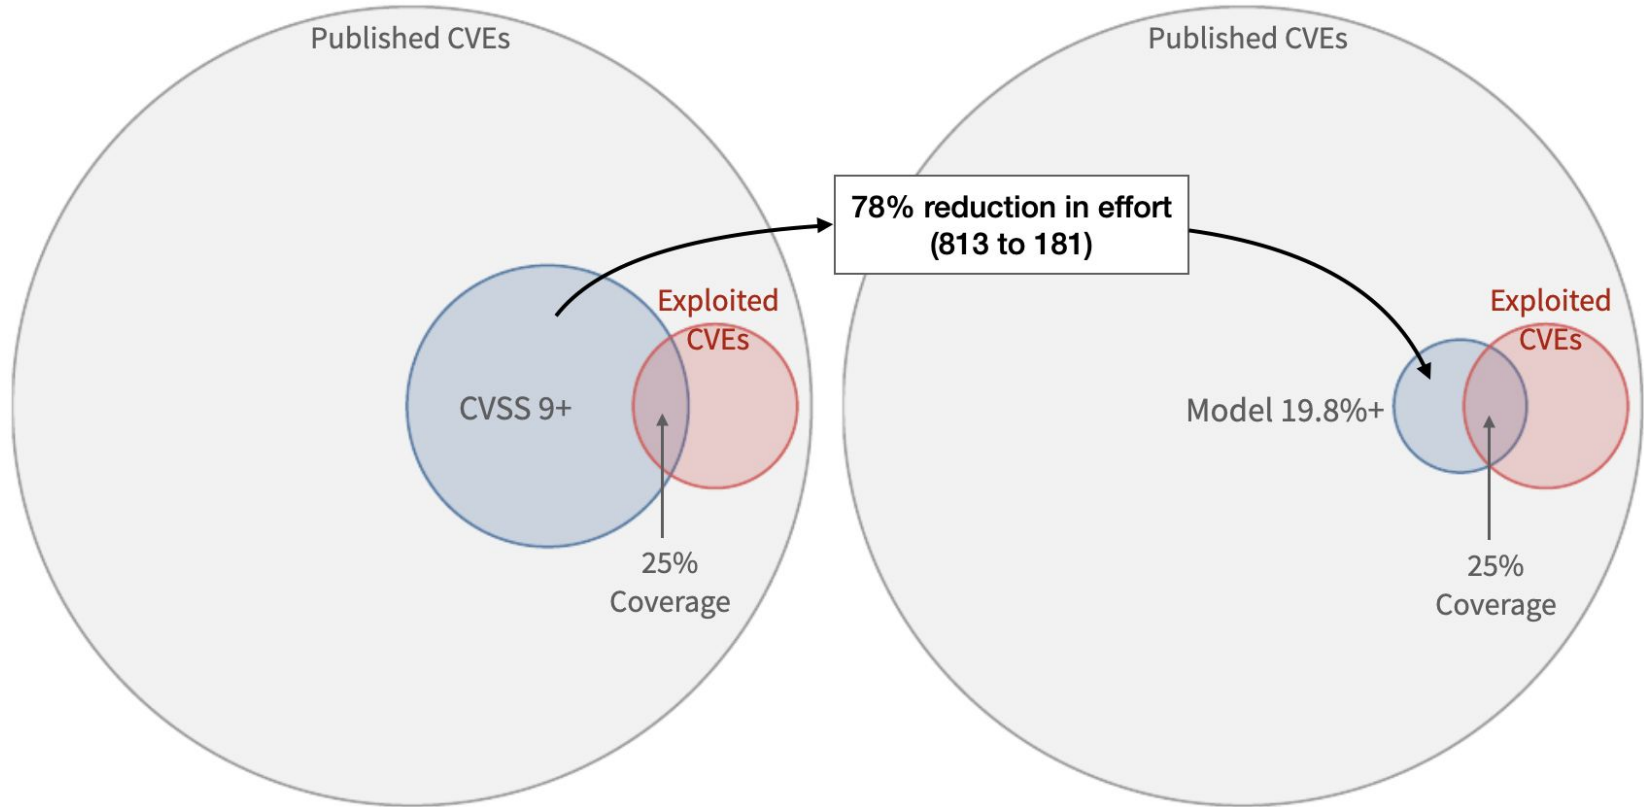 Published CVEs
Published CVEs
78% reduction in effort
(813 to 181)
Exploited
CVEs
Exploited
CVEs
CVSS 9+
Model 19.8%+
25%
Coverage
25%
Coverage